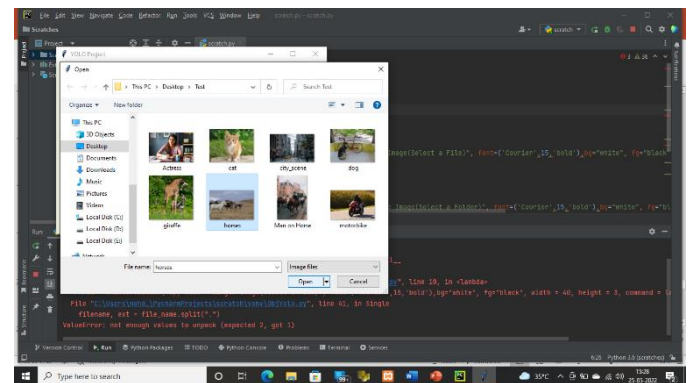 File Edit View Navigate Code Refactor Run Tools VCS Window Help
Scratches
scratch
Project
scratch.py
YOLO Project
Open
This PC > Desktop > Test
Search Test
Organize New folder
This PC
3D Objects
Desktop
Documents
Downloads
Music
Pictures
Videos
Local Disk (C:)
Local Disk (D:)
Local Disk (E:)
Network
Actress cat city_scene dog
giraffe horses Man on Horse motorbike
Image(Select a File)", font=('Courier',15,'bold'),bg="white", fg="black"
Image(Select a Folder)", font=('Courier',15,'bold'),bg="white", fg="bl
File name: horses
Image files
Open Cancel
Run
line 10, in <lambda>
,15,'bold'),bg="white", fg="black", width = 40, height = 3, command =
line 41, in Single
filename, ext = file_name.split(".")
ValueError: not enough values to unpack (expected 2, got 1)
Version Control Run Python Packages TODO Python Console Problems Terminal Services
Type here to search
35°C
13:28
25-05-2022